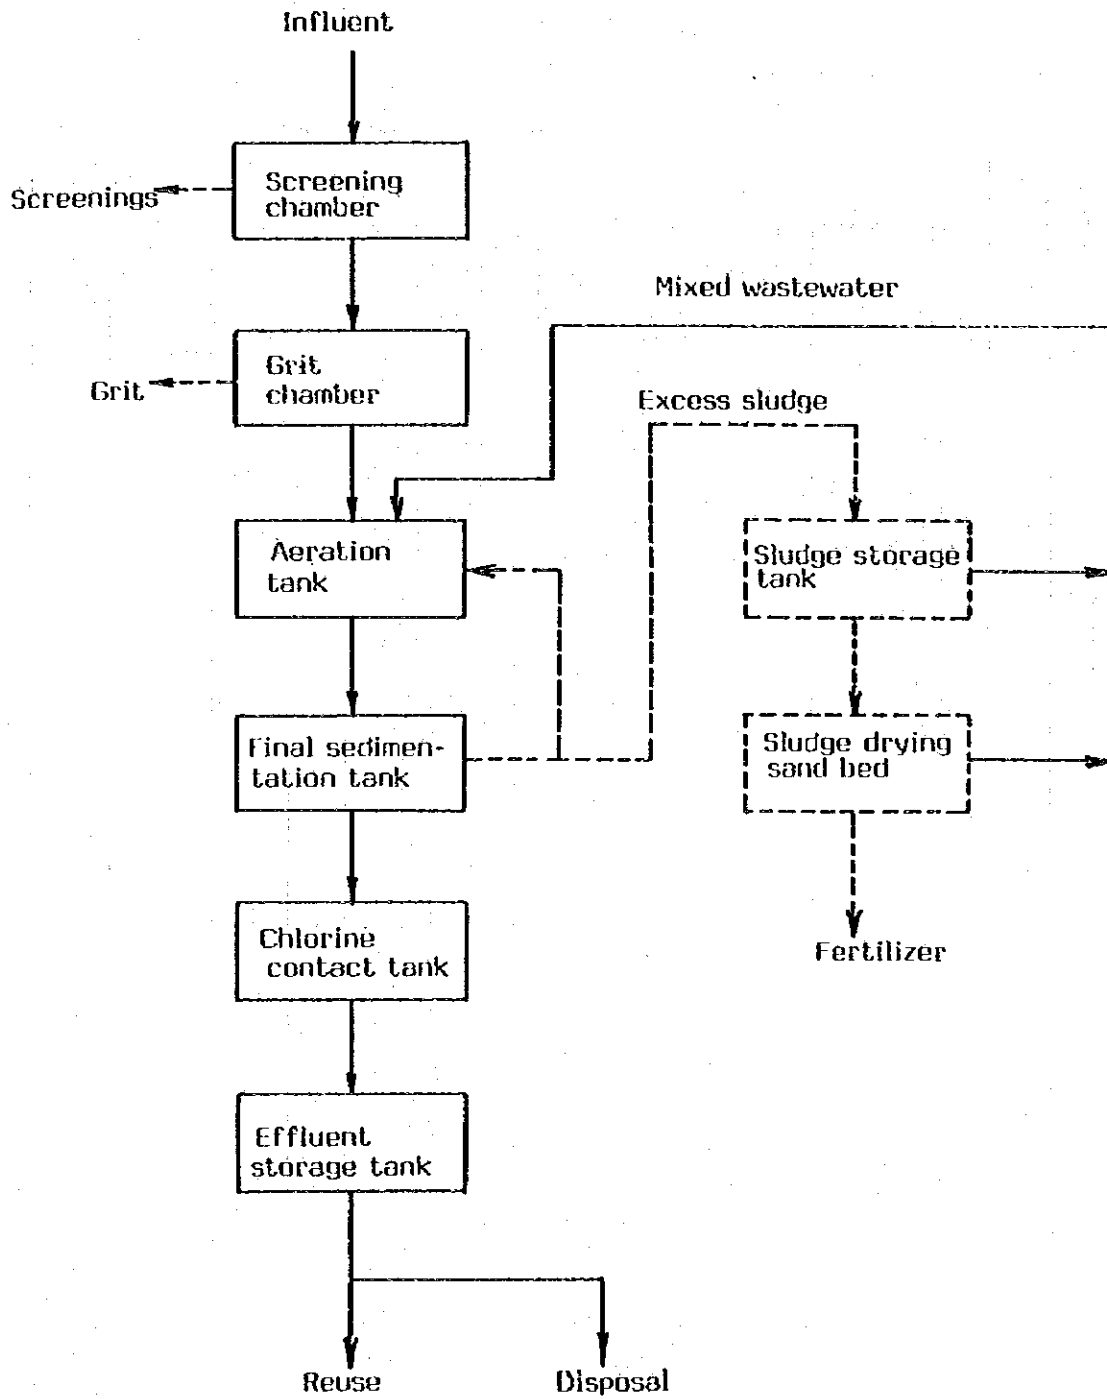 Influent
Screening
chamber
Screenings
Mixed wastewater
Grit
chamber
Grit
Excess sludge
Aeration
tank
Sludge storage
tank
Final sedimen-
tation tank
Sludge drying
sand bed
Chlorine
contact tank
Fertilizer
Effluent
storage tank
Reuse
Disposal